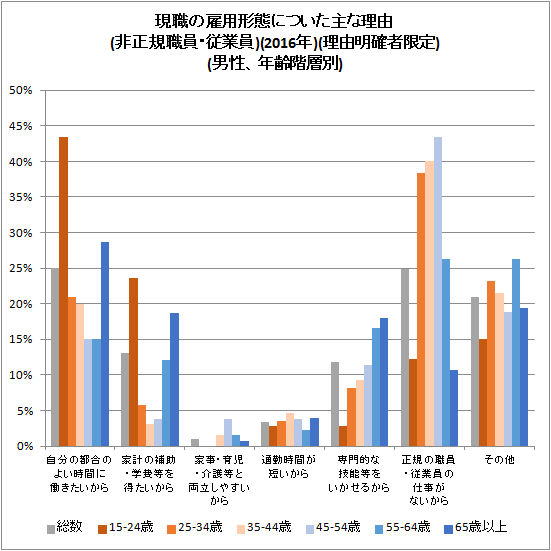 現職の雇用形態についた主な理由
(非正規職員・従業員)(2016年)(理由明確者限定)
(男性、年齢階層別)
50%
45%
40%
35%
30%
25%
20%
15%
10%
5%
0%
自分の都合の
よい時間に
働きたいから
家計の補助
・学費等を
得たいから
家事・育児
・介護等と
両立しやすい
から
通勤時間が
短いから
専門的な
技能等を
いかせるから
正規の職員
・従業員の
仕事が
ないから
その他
総数
15-24歳
25-34歳
35-44歳
45-54歳
55-64歳
65歳以上